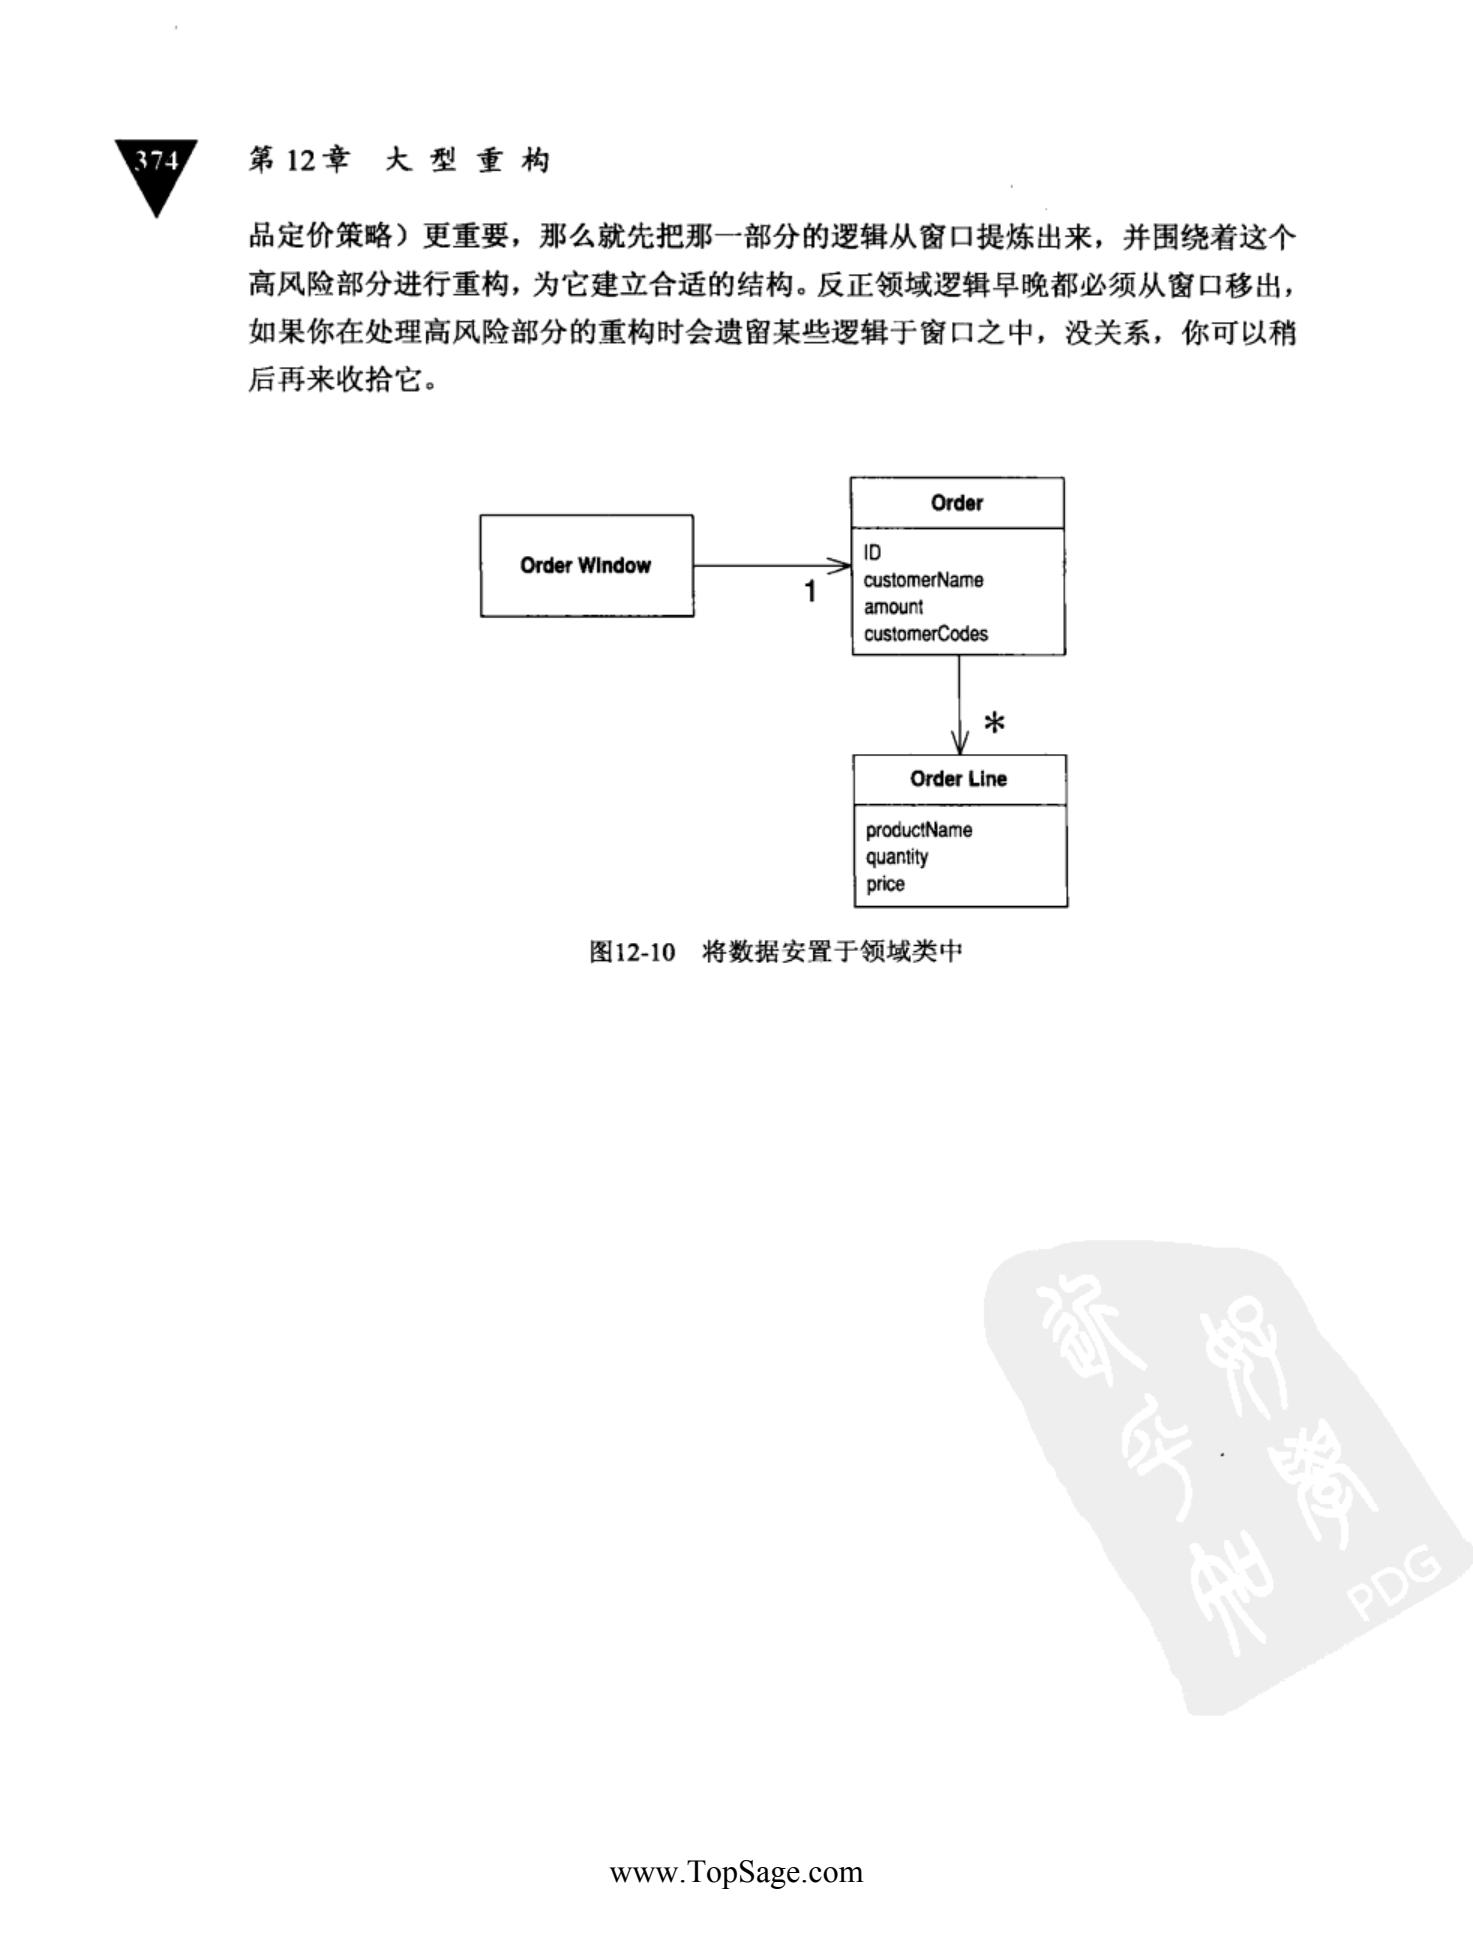 374
第12章 大型重构
品定价策略）更重要，那么就先把那一部分的逻辑从窗口提炼出来，并围绕着这个
高风险部分进行重构，为它建立合适的结构。反正领域逻辑早晚都必须从窗口移出，
如果你在处理高风险部分的重构时会遗留某些逻辑于窗口之中，没关系，你可以稍
后再来收拾它。
Order Window
1
Order
ID
customerName
amount
customerCodes
*
Order Line
productName
quantity
price
图12-10 将数据安置于领域类中
PDG
www.TopSage.com